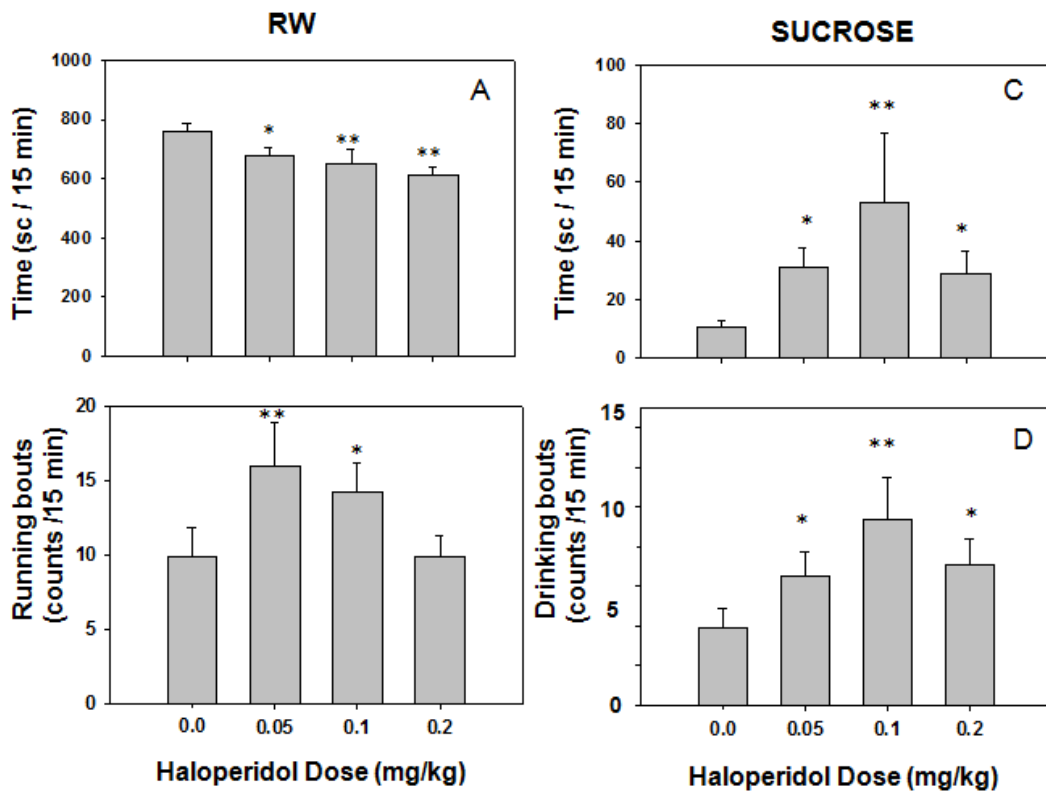 RW
SUCROSE
A
Time (sc / 15 min)
1000
800
600
400
200
0
*
**
**
C
Time (sc / 15 min)
100
80
60
40
20
0
*
**
*
Running bouts
(counts /15 min)
20
15
10
5
0
**
*
0.0 0.05 0.1 0.2
Haloperidol Dose (mg/kg)
D
Drinking bouts
(counts /15 min)
15
10
5
0
*
**
*
0.0 0.05 0.1 0.2
Haloperidol Dose (mg/kg)